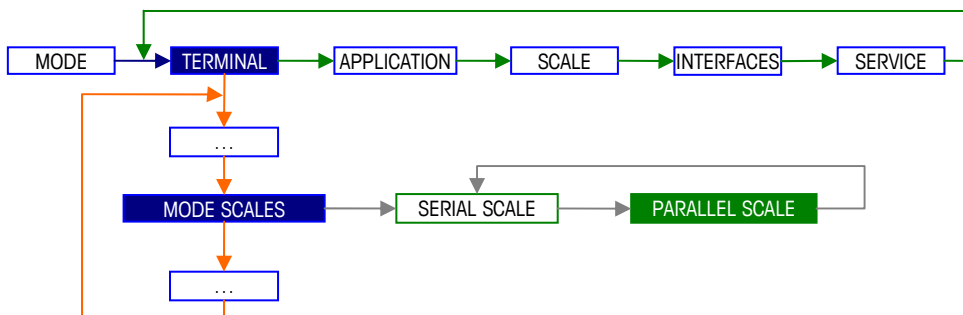 MODE TERMINAL APPLICATION SCALE INTERFACES SERVICE
...
MODE SCALES SERIAL SCALE PARALLEL SCALE
...